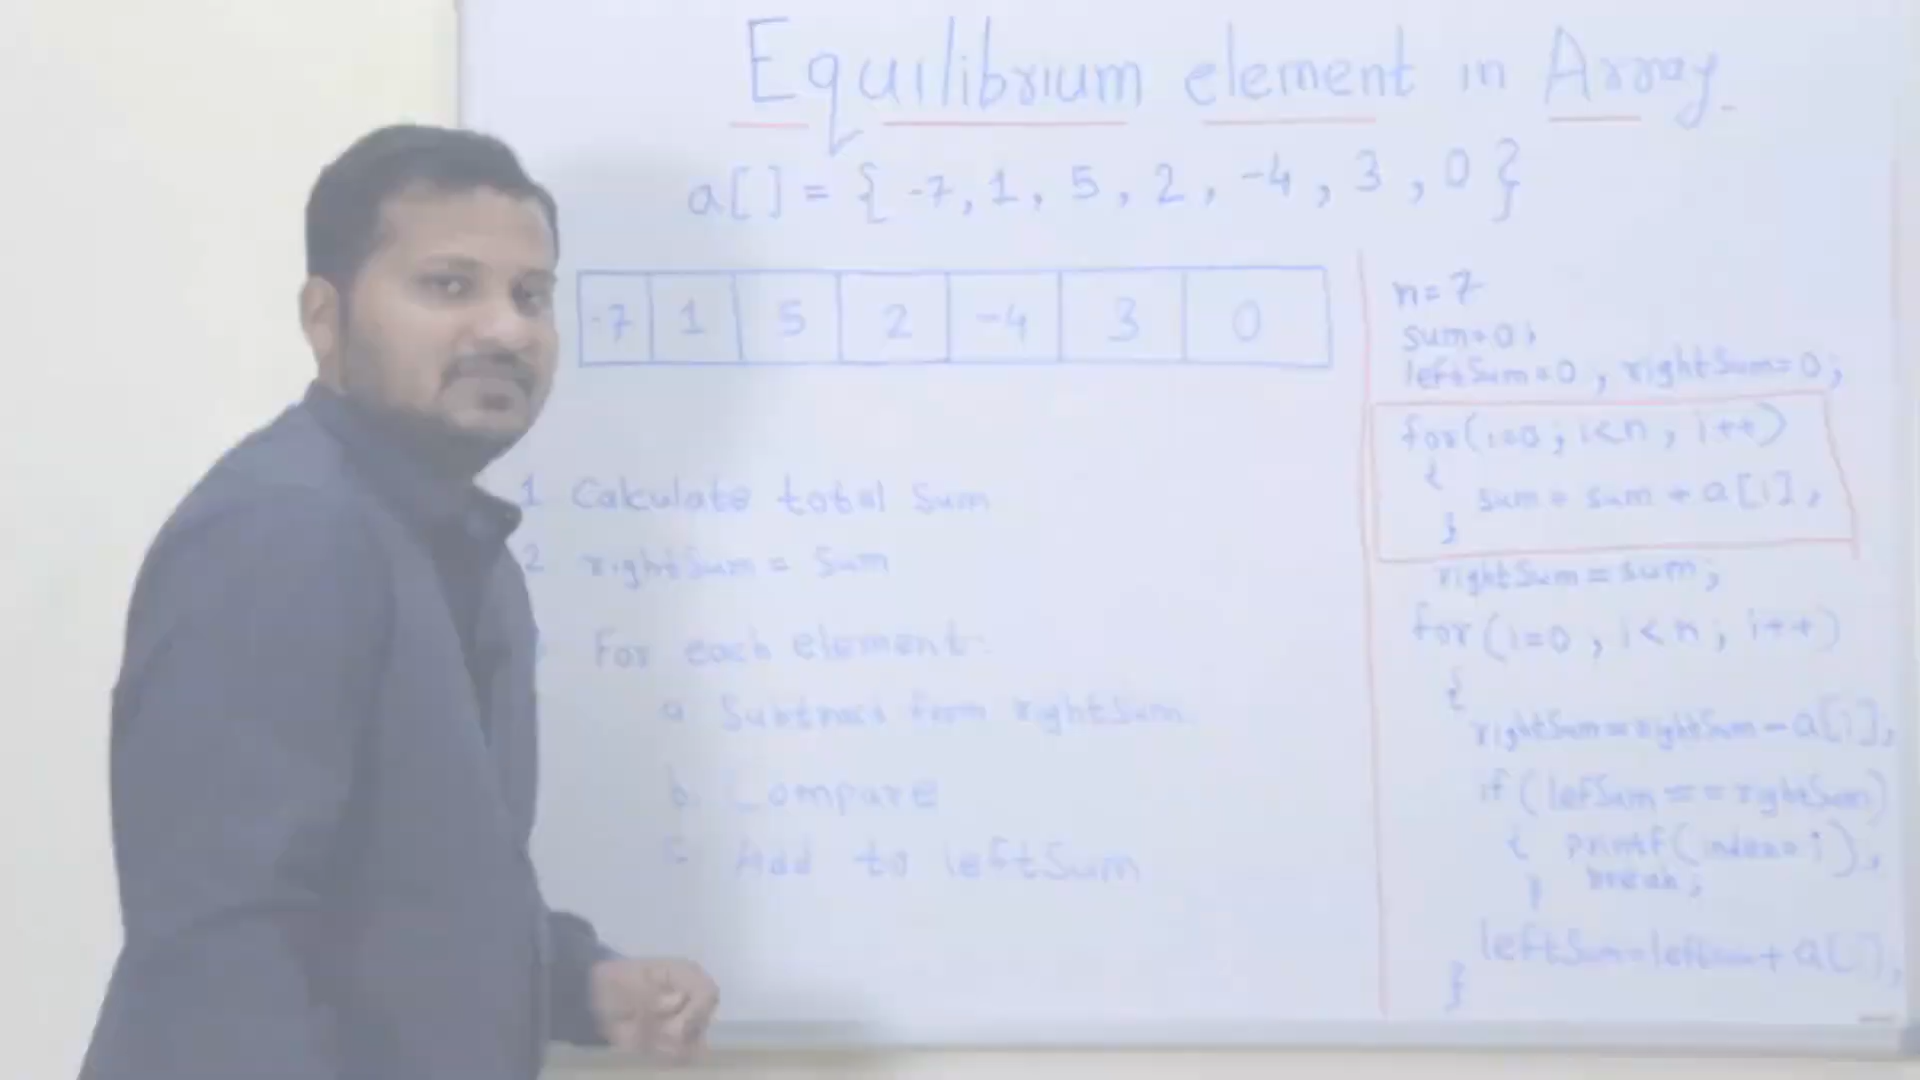 Equilibrium element in Array.
a[] = { -7, 1, 5, 2, -4, 3, 0 }
-7 1 5 2 -4 3 0
1 Calculate total Sum
2 rightSum = Sum
For each element
a Subtract from rightSum
b. Compare
c Add to leftSum
n=7
sum=0;
leftSum=0, rightSum=0;
for(i=0; i<n; i++)
{
sum = sum + a[i];
}
rightSum = sum;
for(i=0, i<n; i++)
{
rightSum=rightSum-a[i];
if(lefSum==rightSum)
{ printf(index=i);
} break;
leftSum=leftSum+a[i];
}